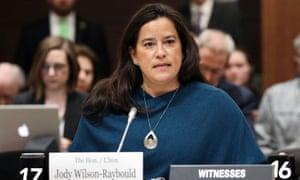 17
The Hon. / L'hon.
Jody Wilson-Raybould
WITNESSES
16